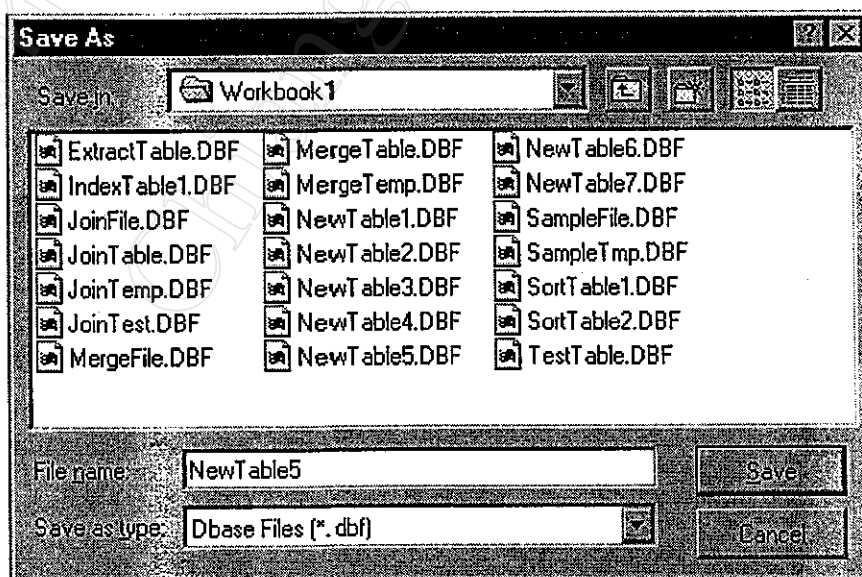 Save As
Save in: Workbook1
ExtractTable.DBF
IndexTable1.DBF
JoinFile.DBF
JoinTable.DBF
JoinTemp.DBF
JoinTest.DBF
MergeFile.DBF
MergeTable.DBF
MergeTemp.DBF
NewTable1.DBF
NewTable2.DBF
NewTable3.DBF
NewTable4.DBF
NewTable5.DBF
NewTable6.DBF
NewTable7.DBF
SampleFile.DBF
SampleTmp.DBF
SortTable1.DBF
SortTable2.DBF
TestTable.DBF
File name: NewTable5
Save
Save as type: Dbase Files (*.dbf)
Cancel